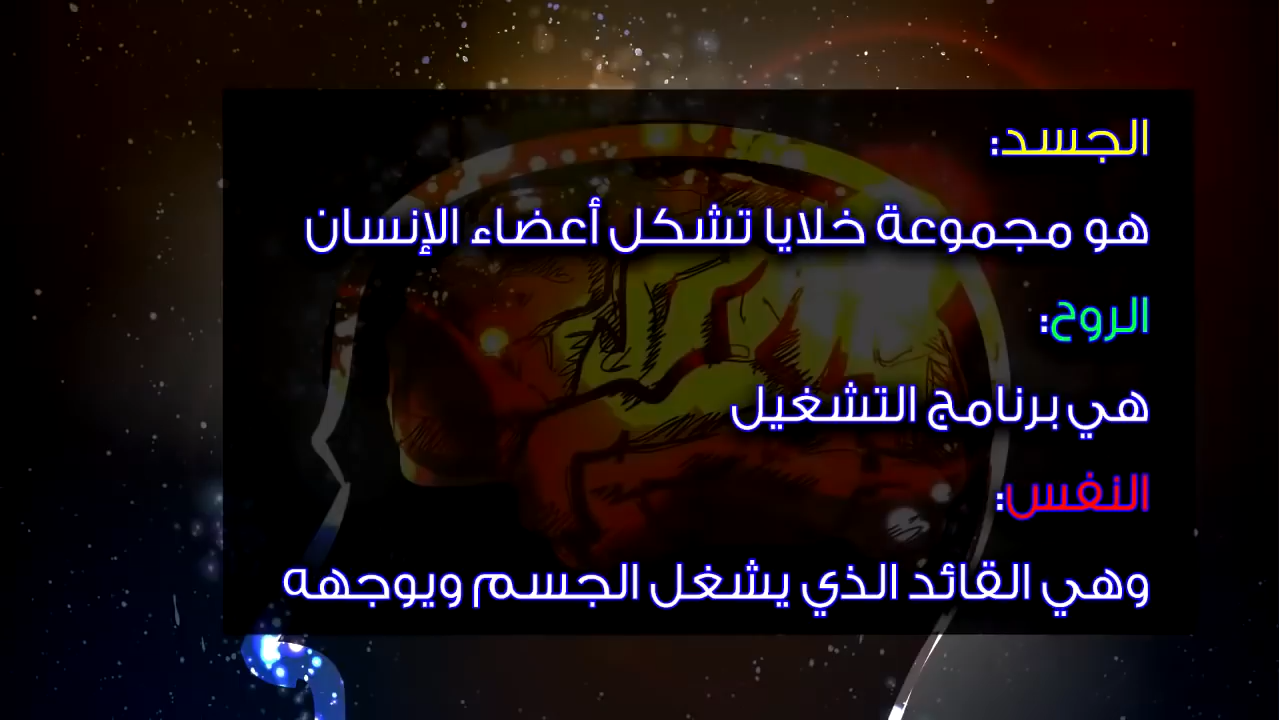 الجسد:
هو مجموعة خلايا تشكل أعضاء الإنسان
الروح:
هي برنامج التشغيل
النفس:
وهي القائد الذي يشغل الجسم ويوجهه